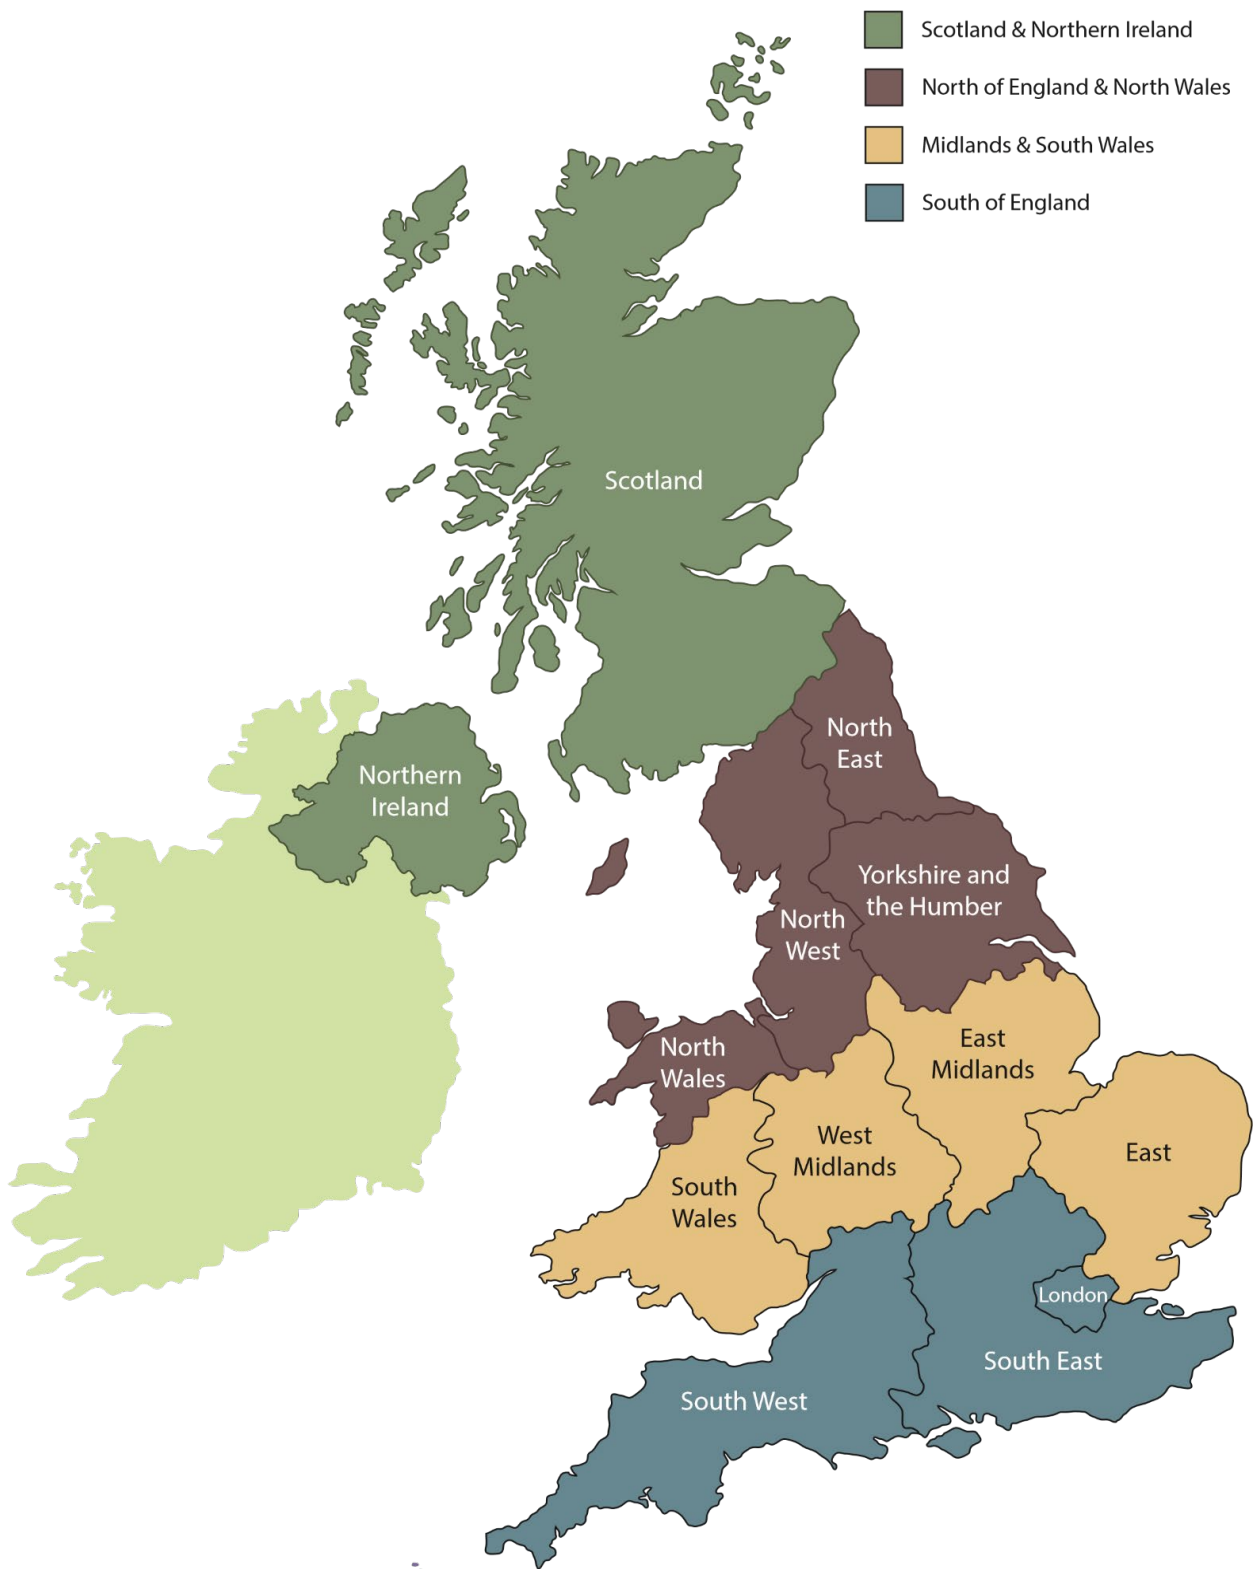 Scotland & Northern Ireland
North of England & North Wales
Midlands & South Wales
South of England
Scotland
North
East
Northern
Ireland
Yorkshire and
the Humber
North
West
North
Wales
East
Midlands
West
Midlands
East
South
Wales
London
South East
South West